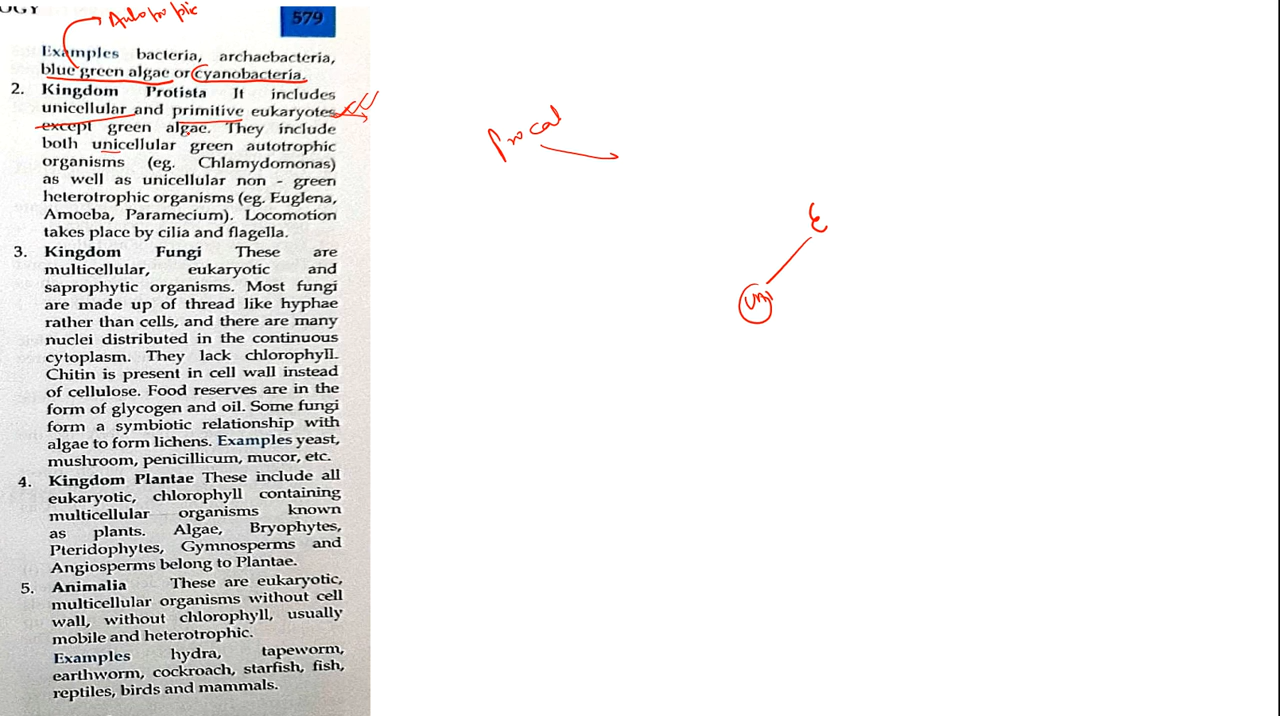 OGY
Autotrophic
579
Examples bacteria, archaebacteria,
blue green algae or cyanobacteria.
2. Kingdom Protista It includes
unicellular and primitive eukaryotes
except green algae. They include
both unicellular green autotrophic
organisms (eg. Chlamydomonas)
as well as unicellular non - green
heterotrophic organisms (eg. Euglena,
Amoeba, Paramecium). Locomotion
takes place by cilia and flagella.
3. Kingdom Fungi These are
multicellular, eukaryotic and
saprophytic organisms. Most fungi
are made up of thread like hyphae
rather than cells, and there are many
nuclei distributed in the continuous
cytoplasm. They lack chlorophyll.
Chitin is present in cell wall instead
of cellulose. Food reserves are in the
form of glycogen and oil. Some fungi
form a symbiotic relationship with
algae to form lichens. Examples yeast,
mushroom, penicillicum, mucor, etc.
4. Kingdom Plantae These include all
eukaryotic, chlorophyll containing
multicellular organisms known
as plants. Algae, Bryophytes,
Pteridophytes, Gymnosperms and
Angiosperms belong to Plantae.
5. Animalia These are eukaryotic,
multicellular organisms without cell
wall, without chlorophyll, usually
mobile and heterotrophic.
Examples hydra, tapeworm,
earthworm, cockroach, starfish, fish,
reptiles, birds and mammals.
E
Uni